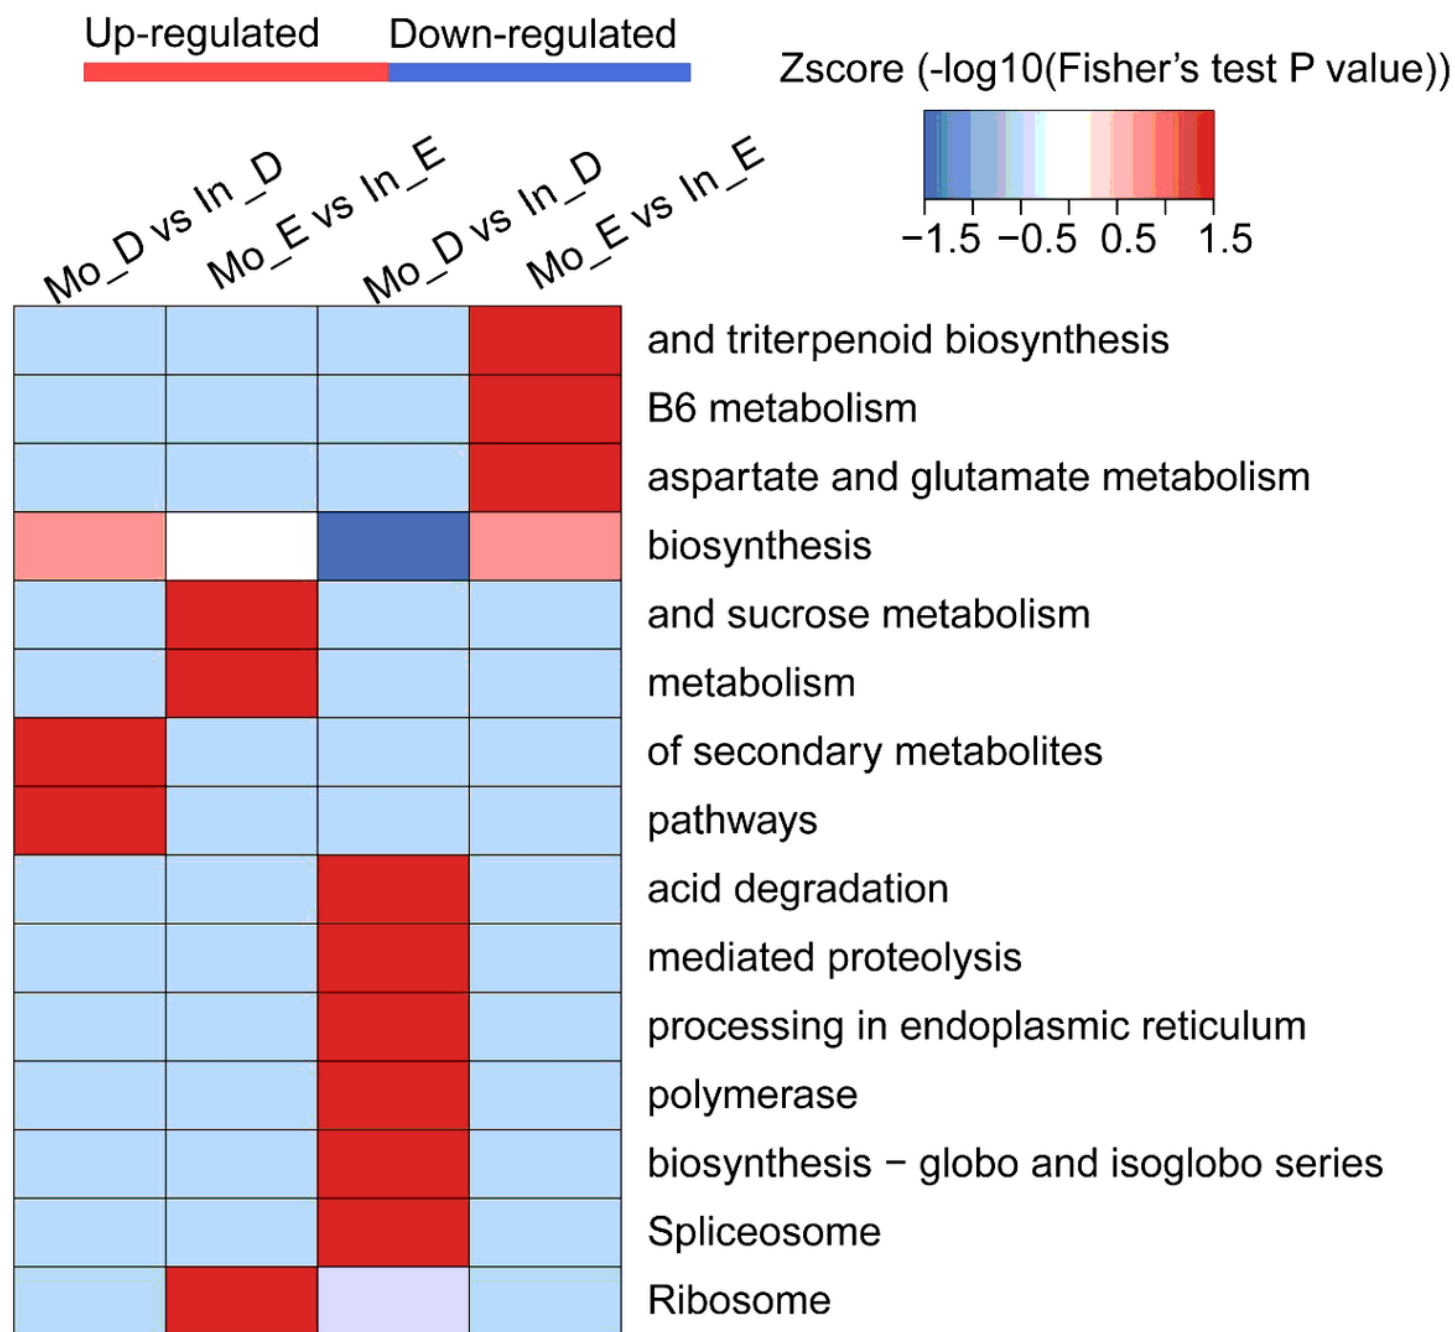 Up-regulated Down-regulated
Zscore (-log10(Fisher’s test P value))
−1.5 −0.5 0.5 1.5
Mo_D vs In_D
Mo_E vs In_E
Mo_D vs In_D
Mo_E vs In_E
and triterpenoid biosynthesis
B6 metabolism
aspartate and glutamate metabolism
biosynthesis
and sucrose metabolism
metabolism
of secondary metabolites
pathways
acid degradation
mediated proteolysis
processing in endoplasmic reticulum
polymerase
biosynthesis − globo and isoglobo series
Spliceosome
Ribosome